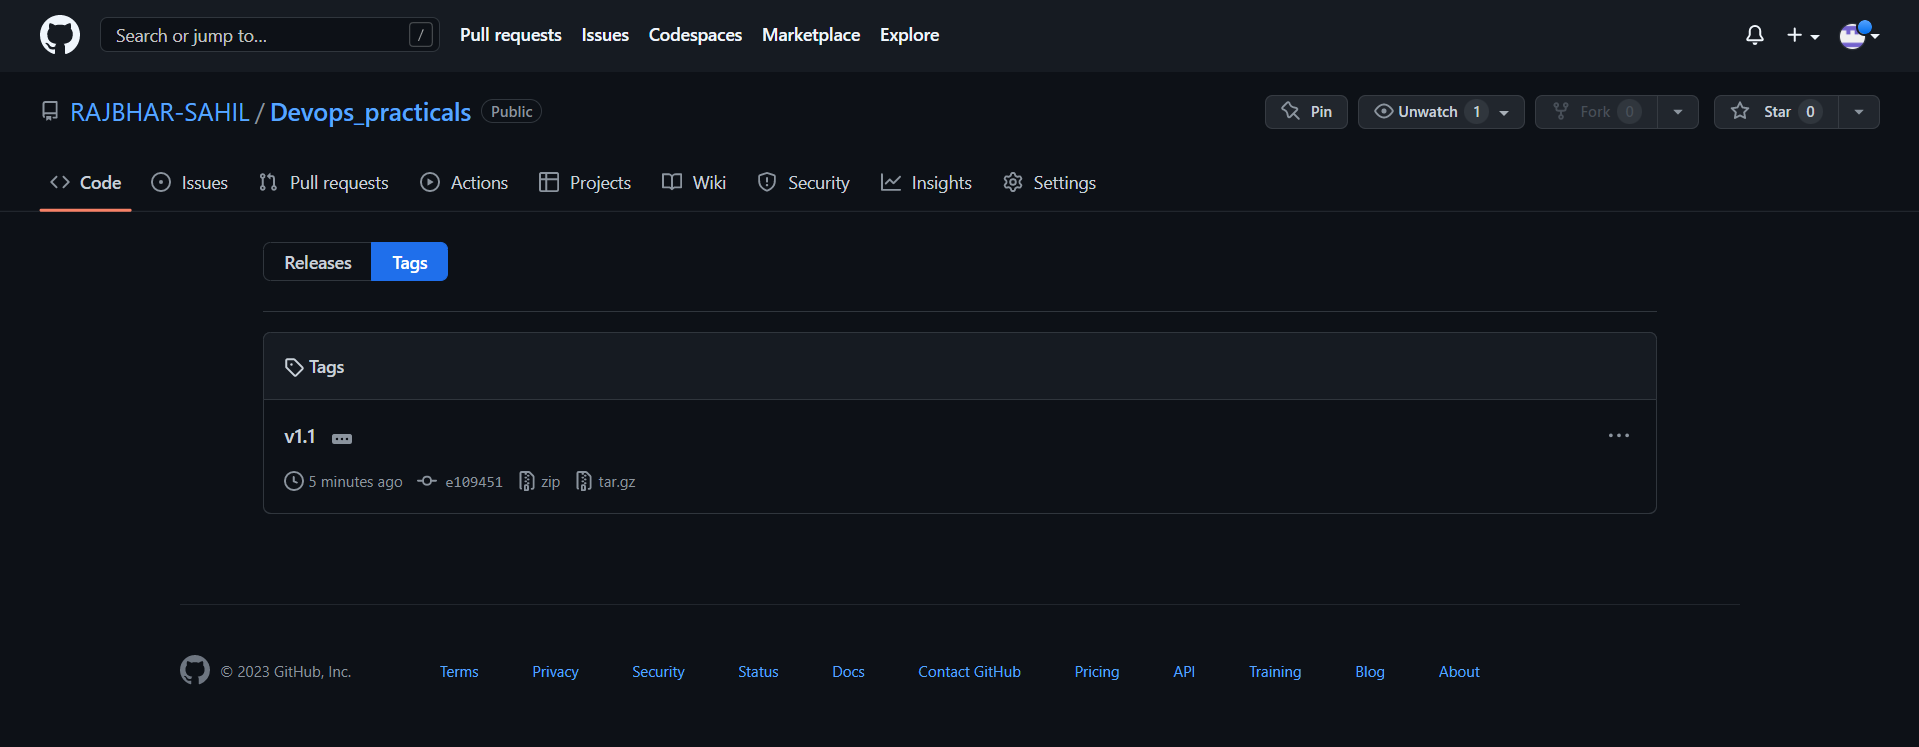 Search or jump to... / Pull requests Issues Codespaces Marketplace Explore
RAJBHAR-SAHIL / Devops_practicals Public Pin Unwatch 1 Fork 0 Star 0
Code Issues Pull requests Actions Projects Wiki Security Insights Settings
Releases Tags
Tags
v1.1
5 minutes ago e109451 zip tar.gz
© 2023 GitHub, Inc. Terms Privacy Security Status Docs Contact GitHub Pricing API Training Blog About